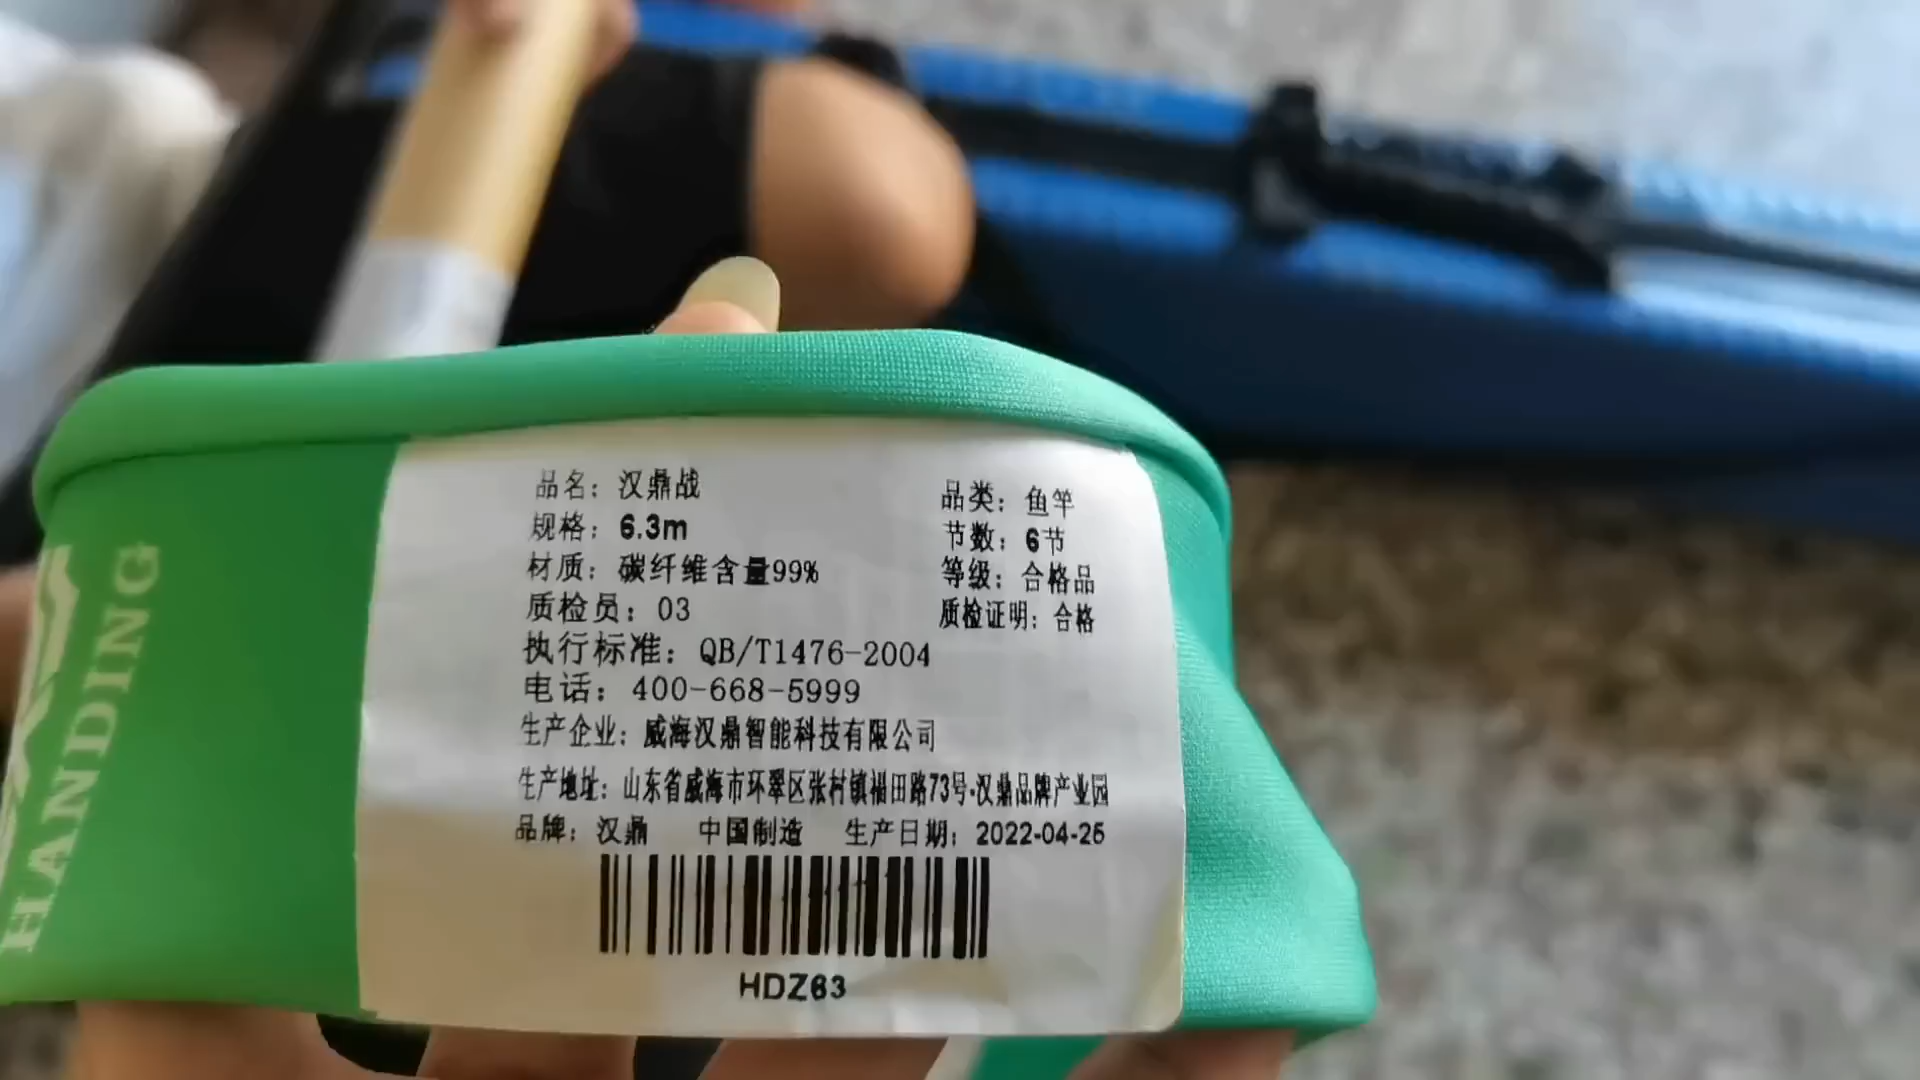 HANDING
品名：汉鼎战
品类：鱼竿
规格：6.3m
节数：6节
材质：碳纤维含量99%
等级：合格品
质检员：03
质检证明：合格
执行标准：QB/T1476-2004
电话：400-668-5999
生产企业：威海汉鼎智能科技有限公司
生产地址：山东省威海市环翠区张村镇福田路73号·汉鼎品牌产业园
品牌：汉鼎 中国制造 生产日期：2022-04-25
HDZ63